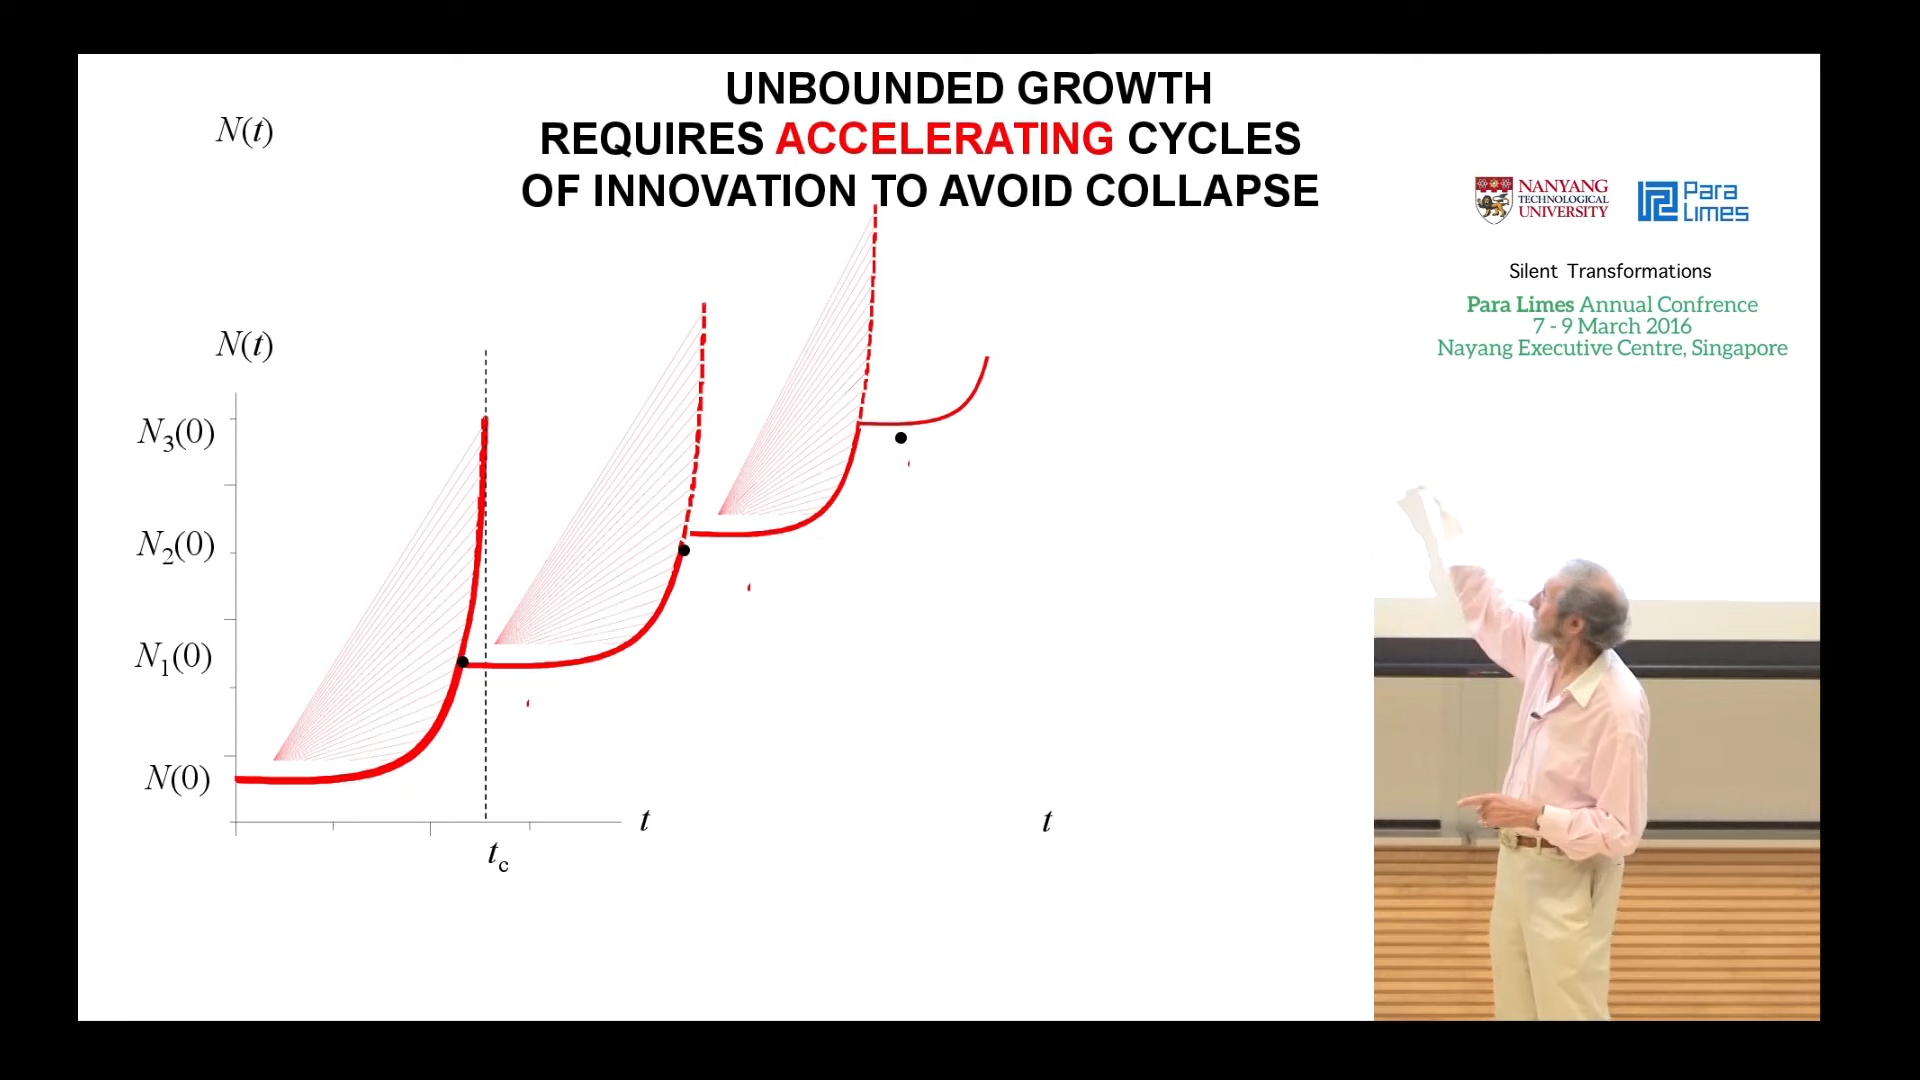 UNBOUNDED GROWTH
REQUIRES ACCELERATING CYCLES
OF INNOVATION TO AVOID COLLAPSE
N(t)
N(t)
N₃(0)
N₂(0)
N₁(0)
N(0)
t
t
t꜀
NANYANG
TECHNOLOGICAL
UNIVERSITY
Para
Limes
Silent Transformations
Para Limes Annual Confrence
7 - 9 March 2016
Nayang Executive Centre, Singapore